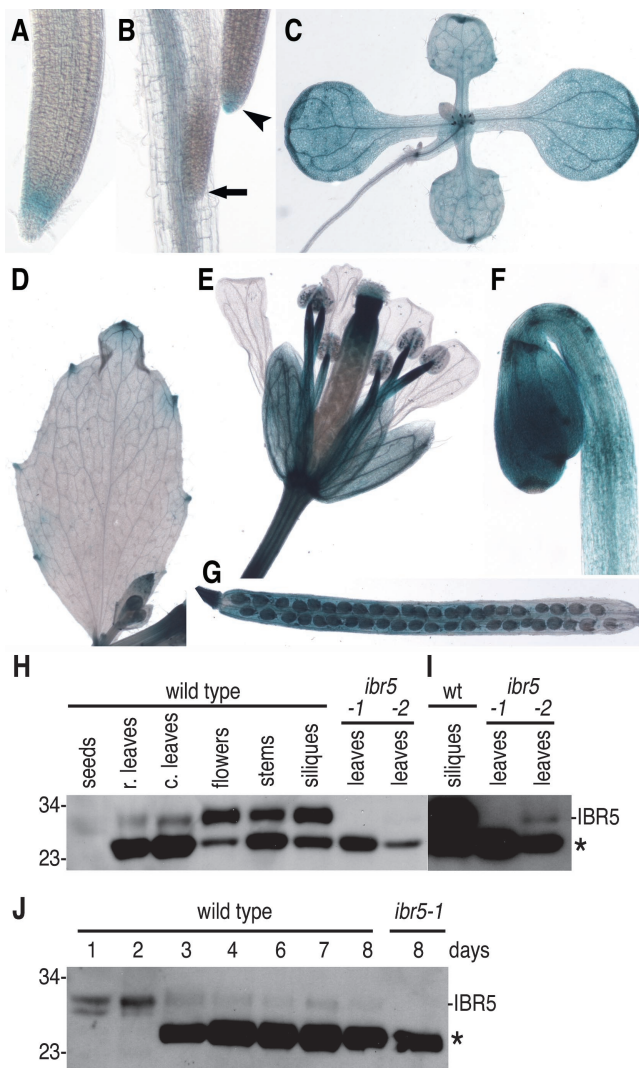 A
B
C
D
E
F
G
H
I
wild type
ibr5
wt
ibr5
-1
-2
-1
-2
seeds
r. leaves
c. leaves
flowers
stems
siliques
leaves
leaves
siliques
leaves
leaves
34-
23-
-IBR5
*
J
wild type
ibr5-1
1 2 3 4 6 7 8 8 days
34-
23-
-IBR5
*